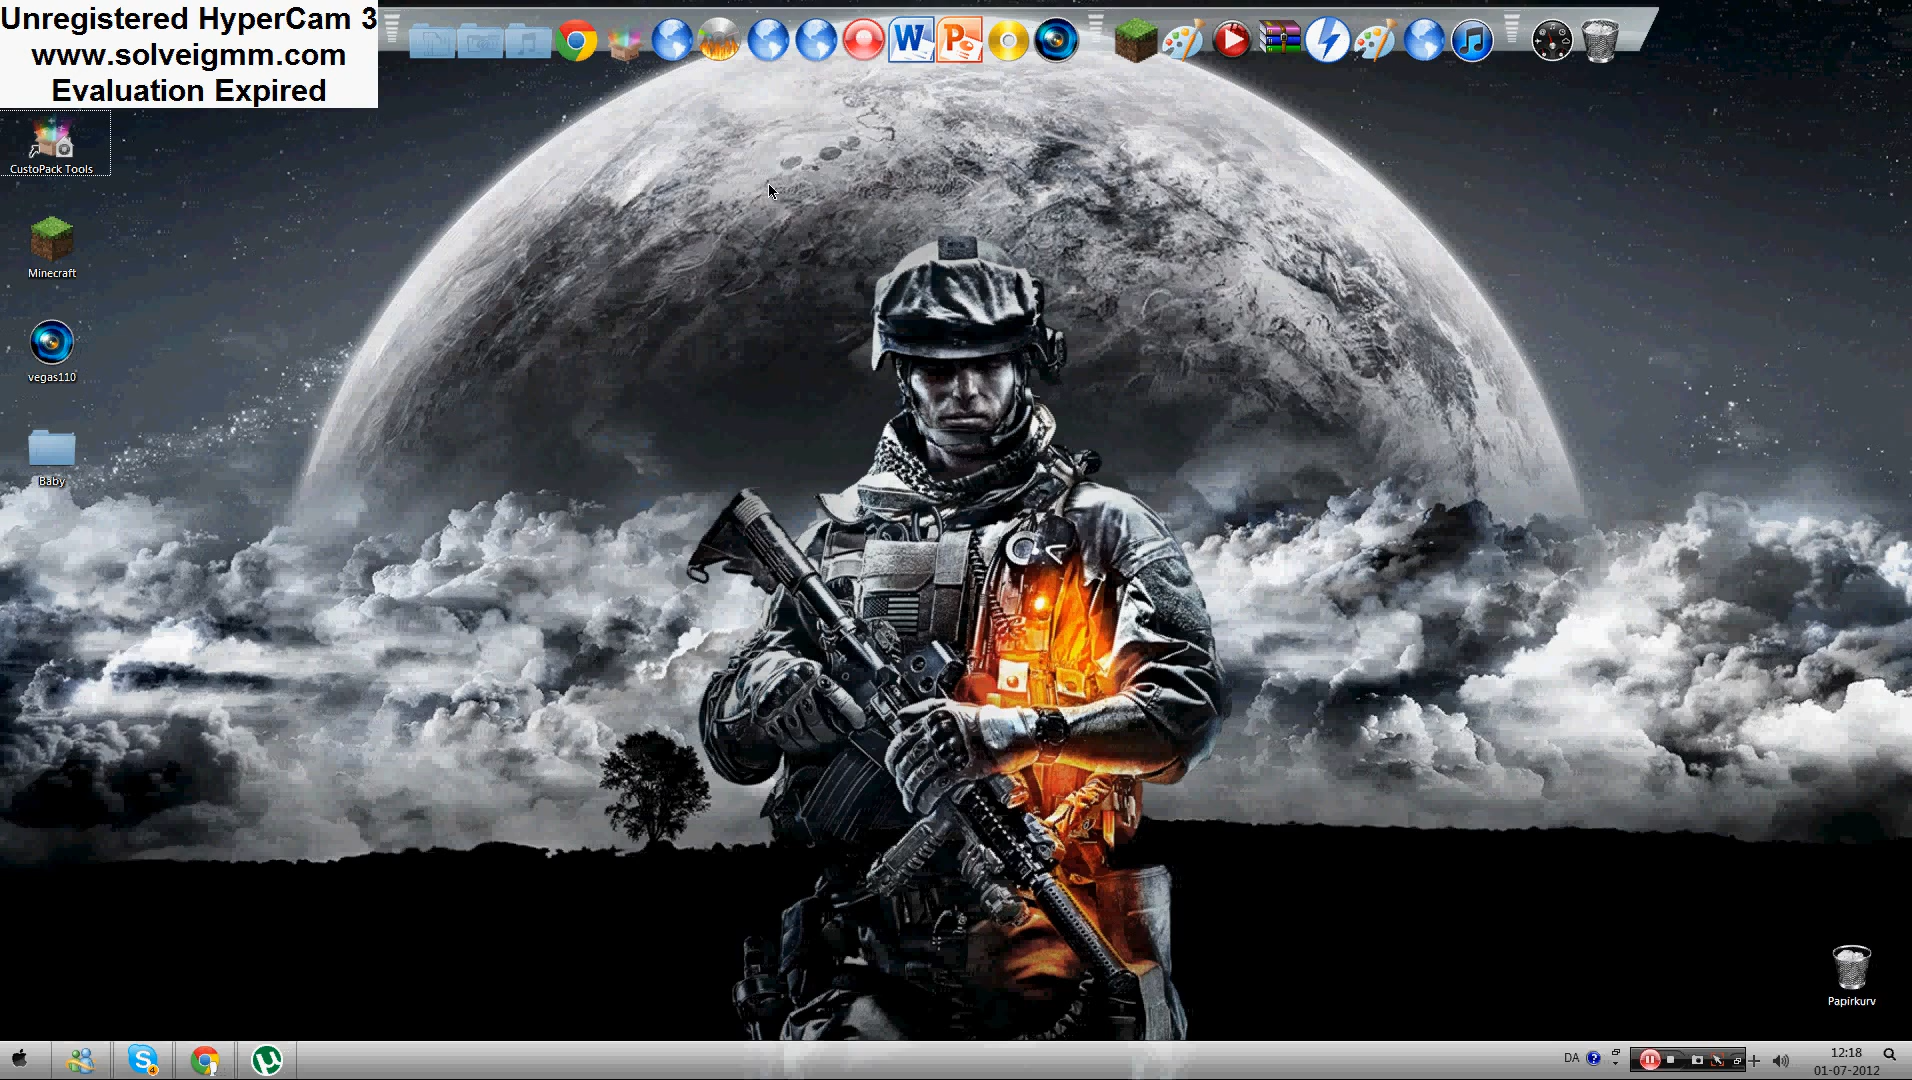 Unregistered HyperCam 3
www.solveigmm.com
Evaluation Expired
CustoPack Tools
Minecraft
vegas110
Baby
Papirkurv
DA
12:18
01-07-2012